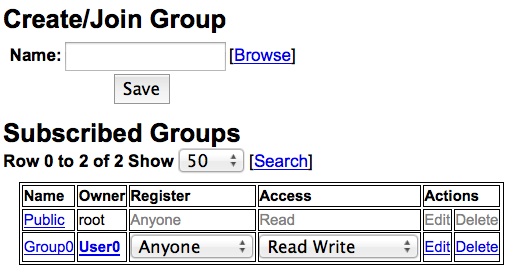 Create/Join Group
Name: [Browse]
Save
Subscribed Groups
Row 0 to 2 of 2 Show 50 [Search]
Name Owner Register Access Actions
Public root Anyone Read Edit Delete
Group0 User0 Anyone Read Write Edit Delete